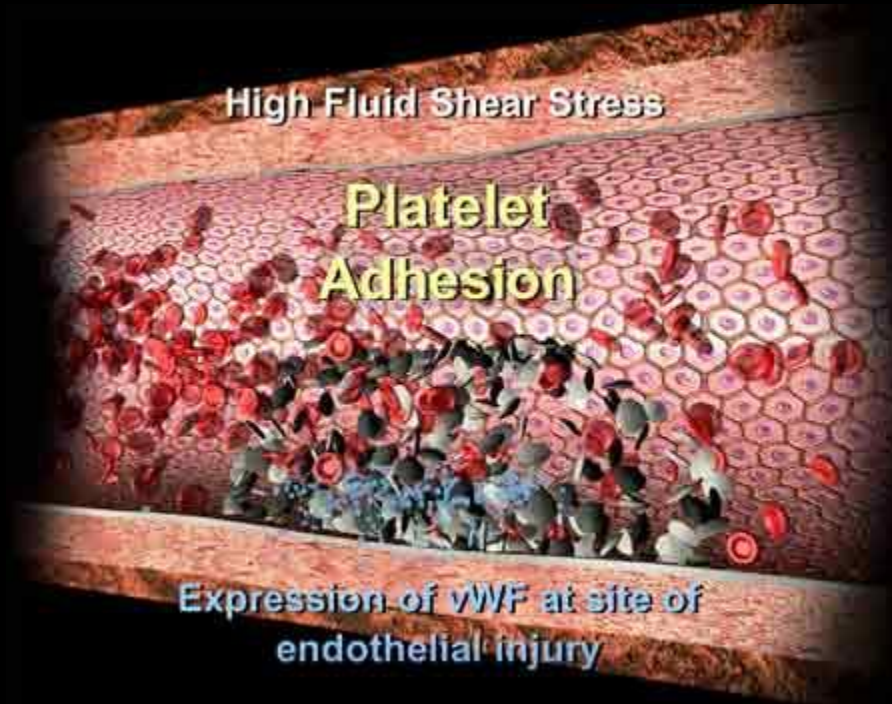 High Fluid Shear Stress
Platelet
Adhesion
Expression of vWF at site of
endothelial injury